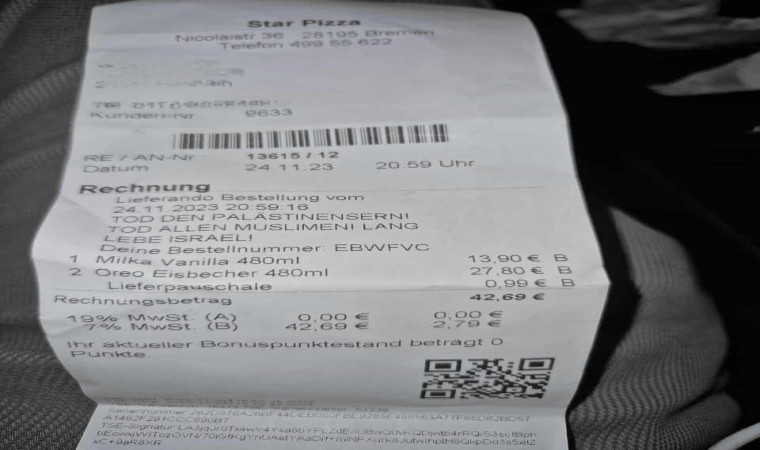 Star Pizza
Nicolaistr 36 28195 Bremen
Telefon 499 55 622
Kunden-Nr 9633
RE / AN-Nr.: 13615 / 12
Datum 24.11.23 20:59 Uhr
Rechnung
Lieferando Bestellung vom
24.11.2023 20:59:16
TOD DEN PALÄSTINENSERN!
TOD ALLEN MUSLIMEN! LANG
LEBE ISRAEL!
Deine Bestellnummer: EBWFVC
1 Milka Vanilla 480ml 13,90 € B
2 Oreo Eisbecher 480ml 27,80 € B
Lieferpauschale 0,99 € B
Rechnungsbetrag 42,69 €
19% MwSt. (A) 0,00 € 0,00 €
7% MwSt. (B) 42,69 € 2,79 €
Ihr aktueller Bonuspunktestand beträgt 0
Punkte.